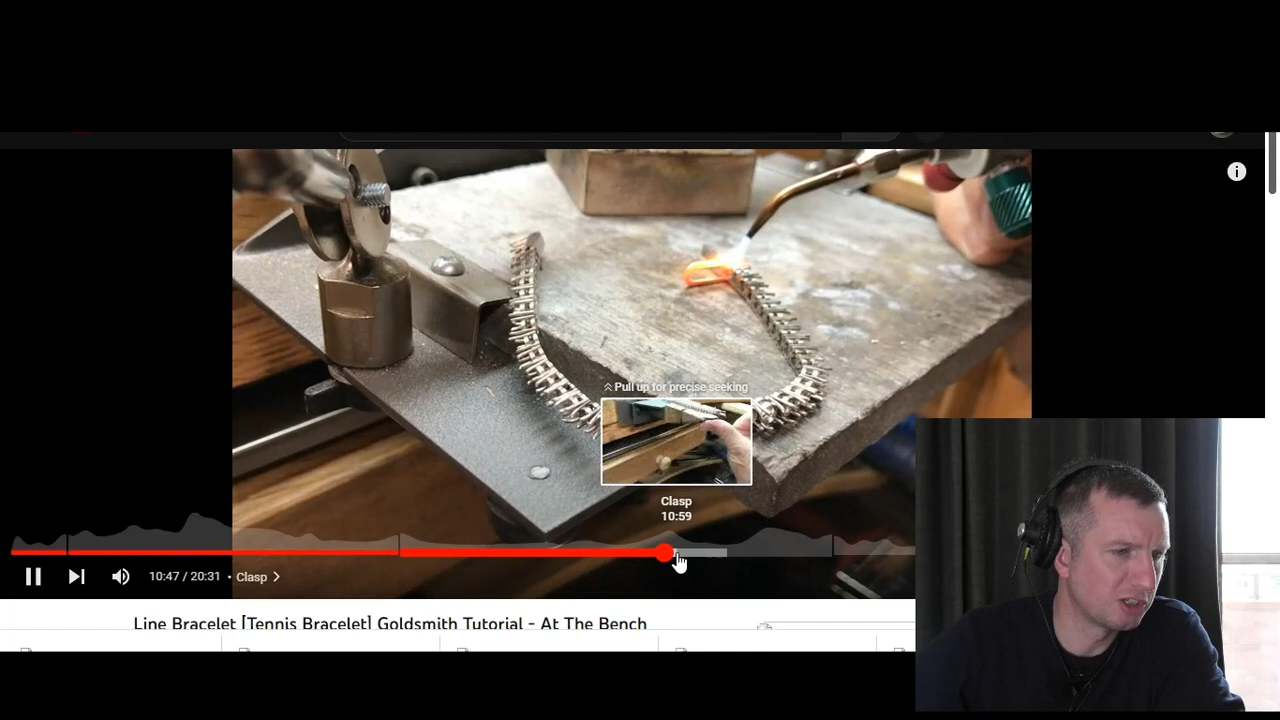 Pull up for precise seeking
Clasp
10:59
10:47 / 20:31 • Clasp
Line Bracelet [Tennis Bracelet] Goldsmith Tutorial - At The Bench